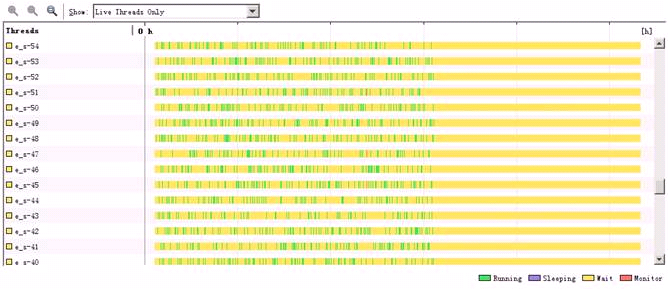 Show: Live Threads Only
Threads 0 h [h]
e_s-54
e_s-53
e_s-52
e_s-51
e_s-50
e_s-49
e_s-48
e_s-47
e_s-46
e_s-45
e_s-44
e_s-43
e_s-42
e_s-41
e_s-40
Running Sleeping Wait Monitor